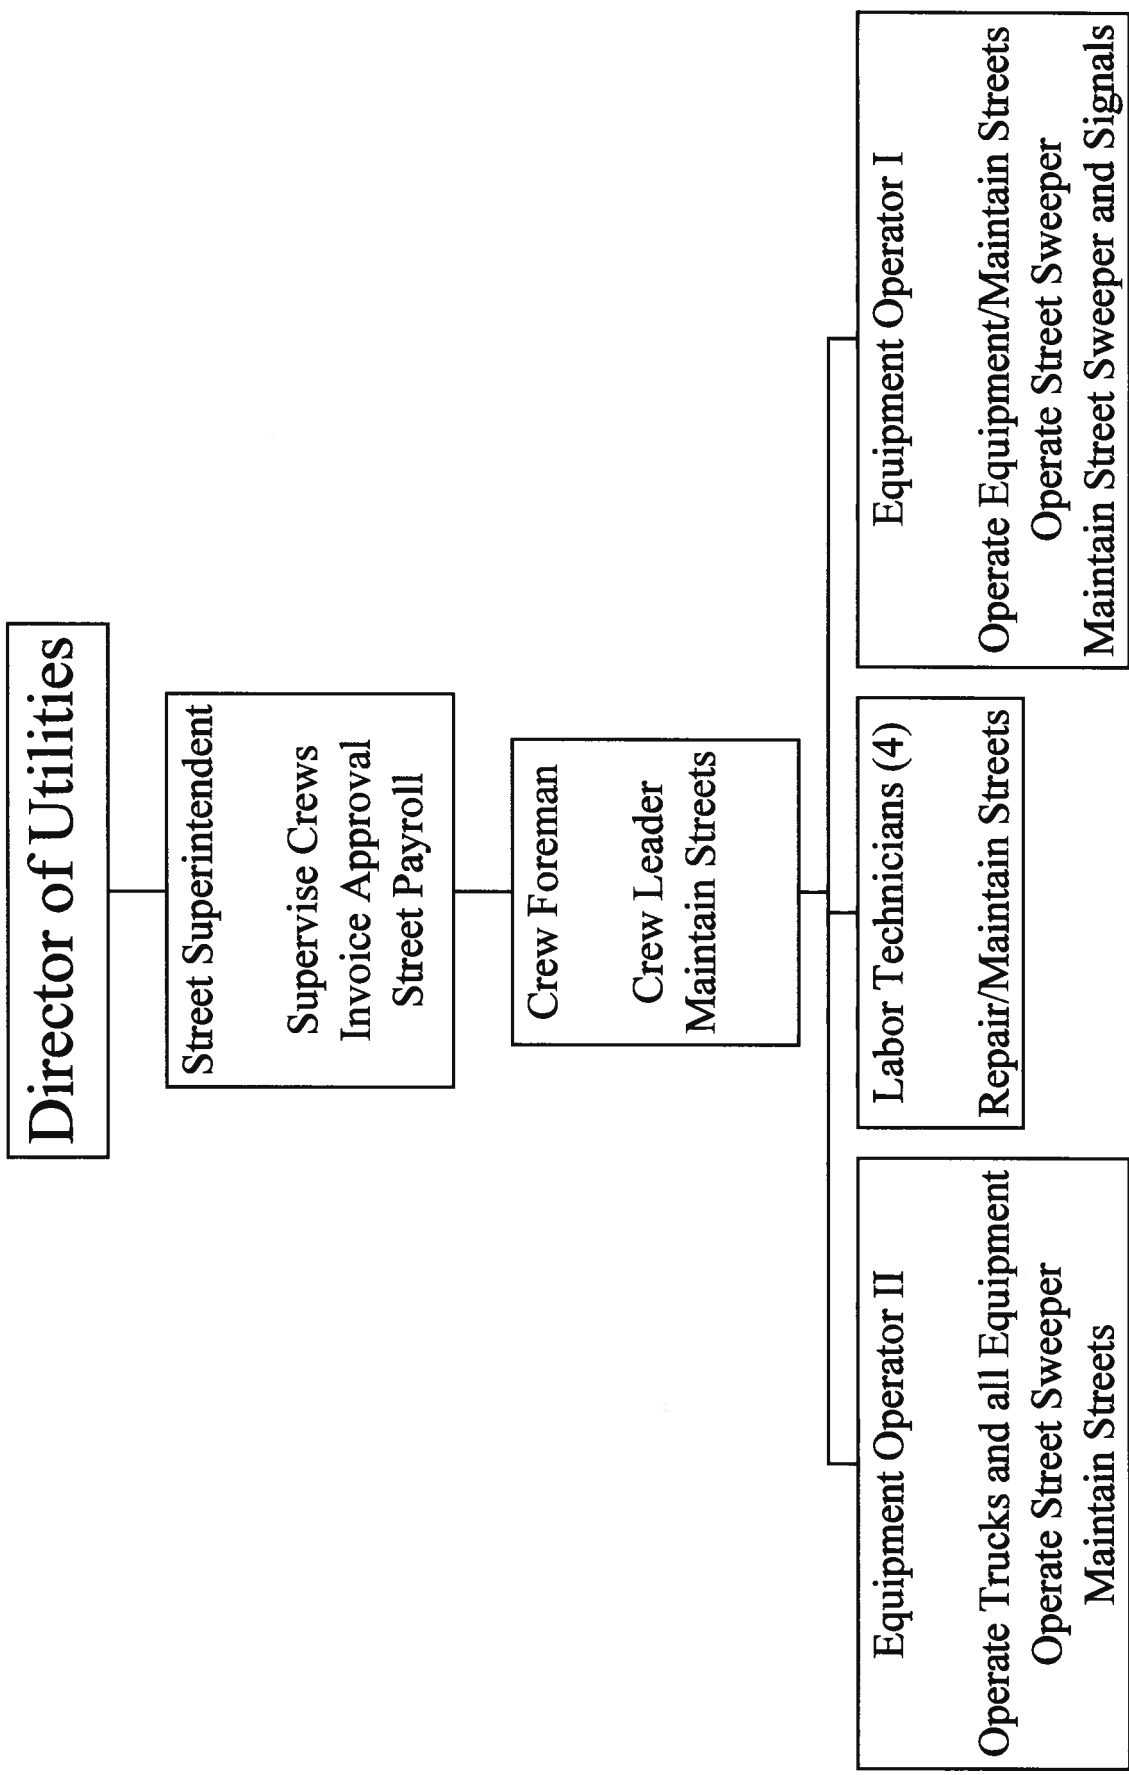 Director of Utilities
Street Superintendent
Supervise Crews
Invoice Approval
Street Payroll
Crew Foreman
Crew Leader
Maintain Streets
Equipment Operator II
Operate Trucks and all Equipment
Operate Street Sweeper
Maintain Streets
Labor Technicians (4)
Repair/Maintain Streets
Equipment Operator I
Operate Equipment/Maintain Streets
Operate Street Sweeper
Maintain Street Sweeper and Signals